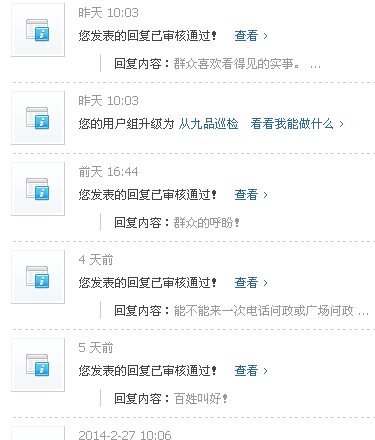 昨天 10:03
您发表的回复已审核通过！ 查看 ›
回复内容：群众喜欢看得见的实事。 ...
昨天 10:03
您的用户组升级为 从九品巡检 看看我能做什么 ›
前天 16:44
您发表的回复已审核通过！ 查看 ›
回复内容：群众的呼盼！
4 天前
您发表的回复已审核通过！ 查看 ›
回复内容：能不能来一次电话问政或广场问政 ...
5 天前
您发表的回复已审核通过！ 查看 ›
回复内容：百姓叫好！
2014-2-27 10:06